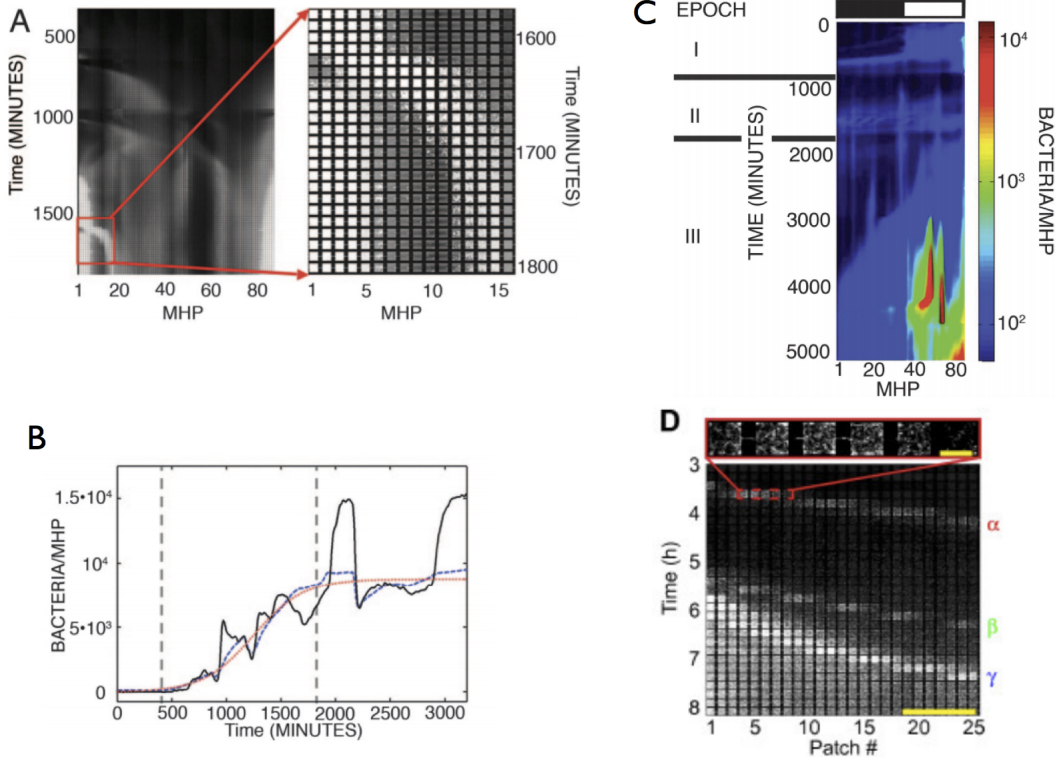 A
500
1000
1500
Time (MINUTES)
1 20 40 60 80
MHP
1600
1700
1800
Time (MINUTES)
1 5 10 15
MHP
B
1.5•10⁴
10⁴
5•10³
0
BACTERIA/MHP
0 500 1000 1500 2000 2500 3000
Time (MINUTES)
C
EPOCH
I
II
III
0
1000
2000
3000
4000
5000
TIME (MINUTES)
1 20 40 80
MHP
10⁴
10³
10²
BACTERIA/MHP
D
3
4
5
6
7
8
Time (h)
α
β
γ
1 5 10 15 20 25
Patch #